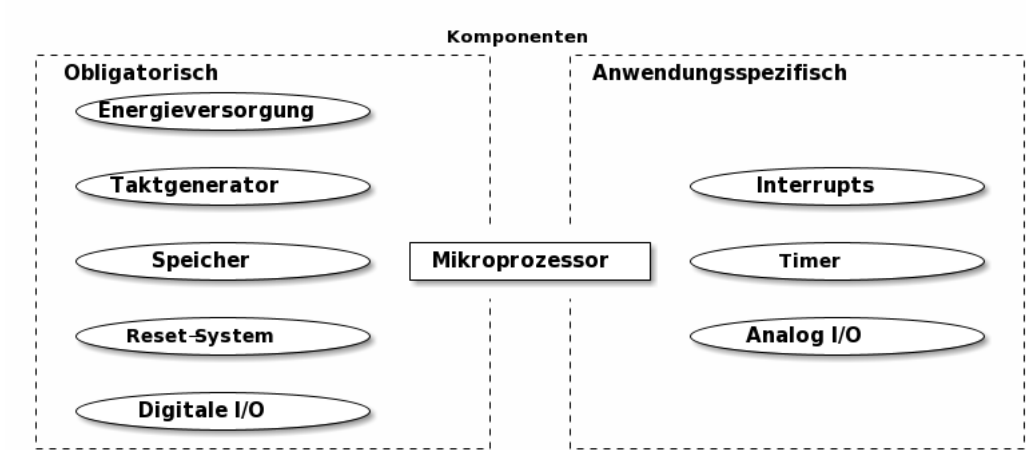 Komponenten
Obligatorisch
Energieversorgung
Taktgenerator
Speicher
Reset-System
Digitale I/O
Mikroprozessor
Anwendungsspezifisch
Interrupts
Timer
Analog I/O